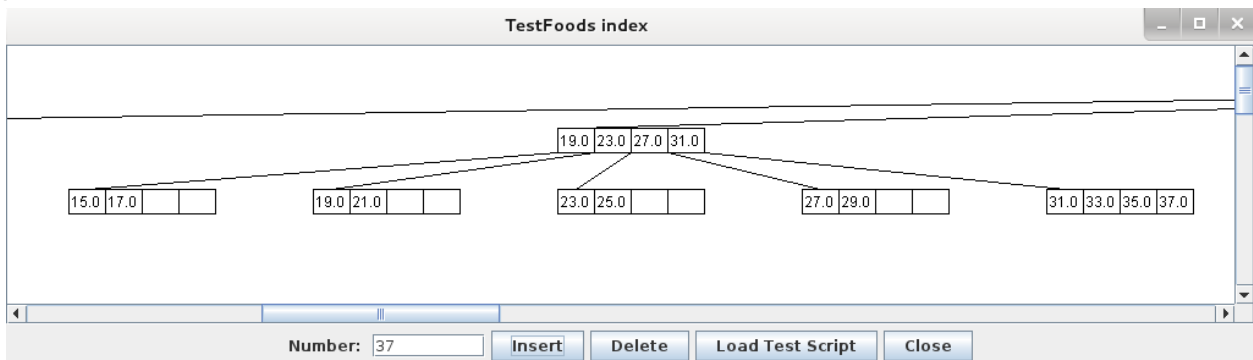 TestFoods index
19.0 23.0 27.0 31.0
15.0 17.0 19.0 21.0 23.0 25.0 27.0 29.0 31.0 33.0 35.0 37.0
Number: 37 Insert Delete Load Test Script Close